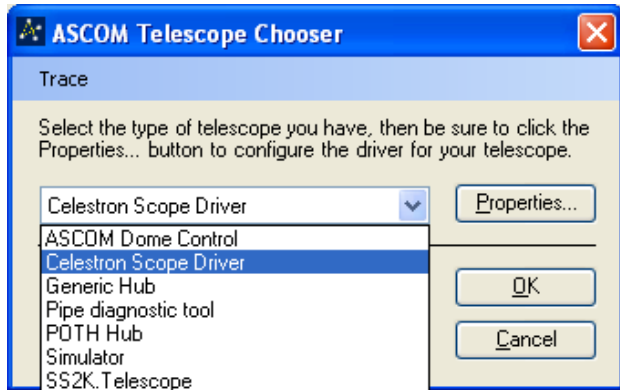 ASCOM Telescope Chooser
Trace
Select the type of telescope you have, then be sure to click the
Properties... button to configure the driver for your telescope.
Celestron Scope Driver
Properties...
ASCOM Dome Control
Celestron Scope Driver
Generic Hub
Pipe diagnostic tool
POTH Hub
Simulator
SS2K.Telescope
OK
Cancel